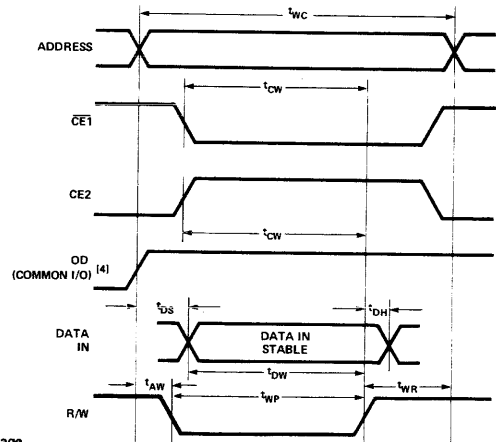 tWC
ADDRESS
tCW
CE1
CE2
tCW
OD
(COMMON I/O) [4]
tDS
tDH
DATA
IN
DATA IN
STABLE
tDW
tAW
tWP
tWR
R/W